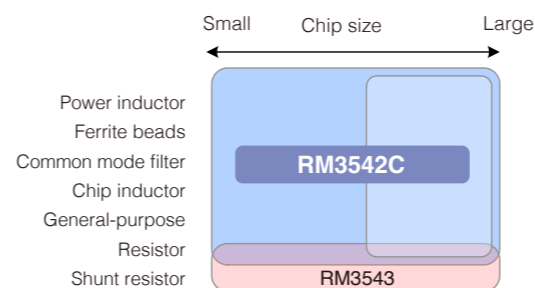 Small Chip size Large
Power inductor
Ferrite beads
Common mode filter RM3542C
Chip inductor
General-purpose
Resistor
Shunt resistor RM3543